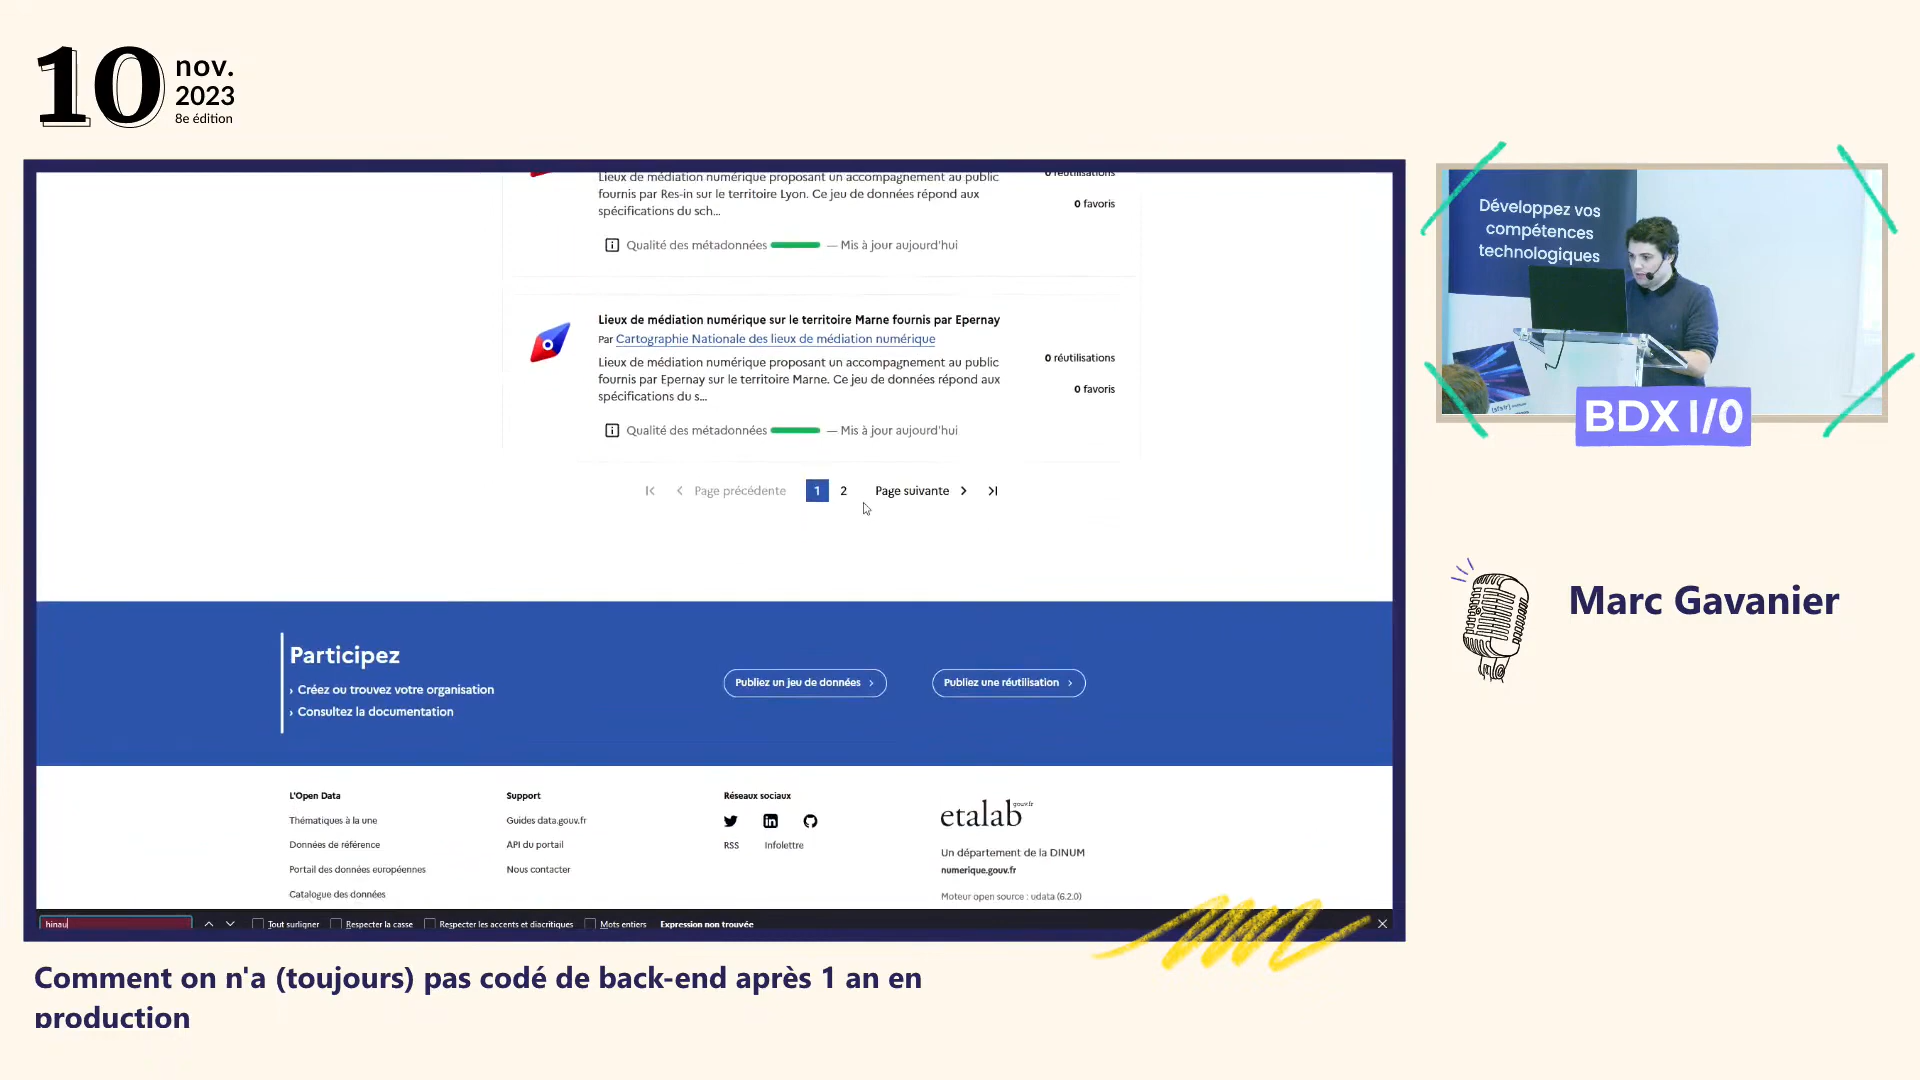 10
nov.
2023
8e édition
Lieux de médiation numérique proposant un accompagnement au public
fournis par Res-in sur le territoire Lyon. Ce jeu de données répond aux
spécifications du sch...
0 réutilisations
0 favoris
Qualité des métadonnées — Mis à jour aujourd'hui
Lieux de médiation numérique sur le territoire Marne fournis par Epernay
Par Cartographie Nationale des lieux de médiation numérique
Lieux de médiation numérique proposant un accompagnement au public
fournis par Epernay sur le territoire Marne. Ce jeu de données répond aux
spécifications du s...
0 réutilisations
0 favoris
Qualité des métadonnées — Mis à jour aujourd'hui
Page précédente 1 2 Page suivante
Participez
Créez ou trouvez votre organisation
Consultez la documentation
Publiez un jeu de données
Publiez une réutilisation
L'Open Data
Thématiques à la une
Données de référence
Portail des données européennes
Catalogue des données
Support
Guides data.gouv.fr
API du portail
Nous contacter
Réseaux sociaux
RSS Infolettre
etalab gouv.fr
Un département de la DINUM
numerique.gouv.fr
Moteur open source : udata (6.2.0)
hinau Tout surligner Respecter la casse Respecter les accents et diacritiques Mots entiers Expression non trouvée
Développez vos
compétences
technologiques
BDX I/O
Marc Gavanier
Comment on n'a (toujours) pas codé de back-end après 1 an en
production